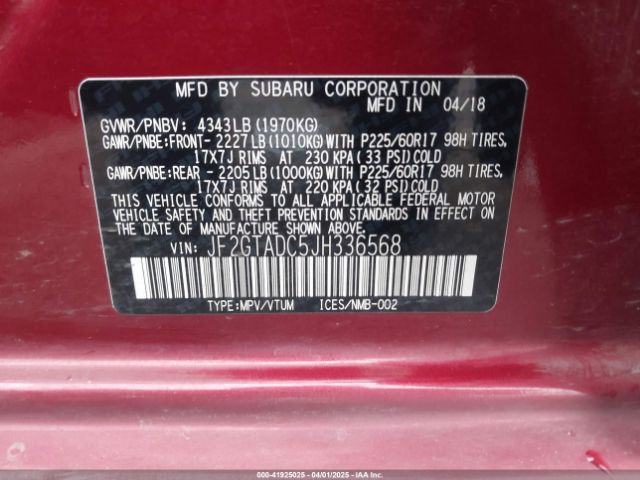 MFD BY SUBARU CORPORATION
MFD IN 04/18
GVWR/PNBV: 4343LB(1970KG)
GAWR/PNBE:FRONT- 2227LB(1010KG)WITH P225/60R17 98H TIRES,
17X7J RIMS AT 230 KPA(33 PSI)COLD
GAWR/PNBE:REAR - 2205LB(1000KG)WITH P225/60R17 98H TIRES,
17X7J RIMS AT 220 KPA(32 PSI)COLD
THIS VEHICLE CONFORMS TO ALL APPLICABLE FEDERAL MOTOR
VEHICLE SAFETY AND THEFT PREVENTION STANDARDS IN EFFECT ON
THE DATE OF MANUFACTURE SHOWN ABOVE.
VIN: JF2GTADC5JH336568
TYPE:MPV/VTUM ICES/NMB-002
000-41925025 - 04/01/2025 - IAAI.COM